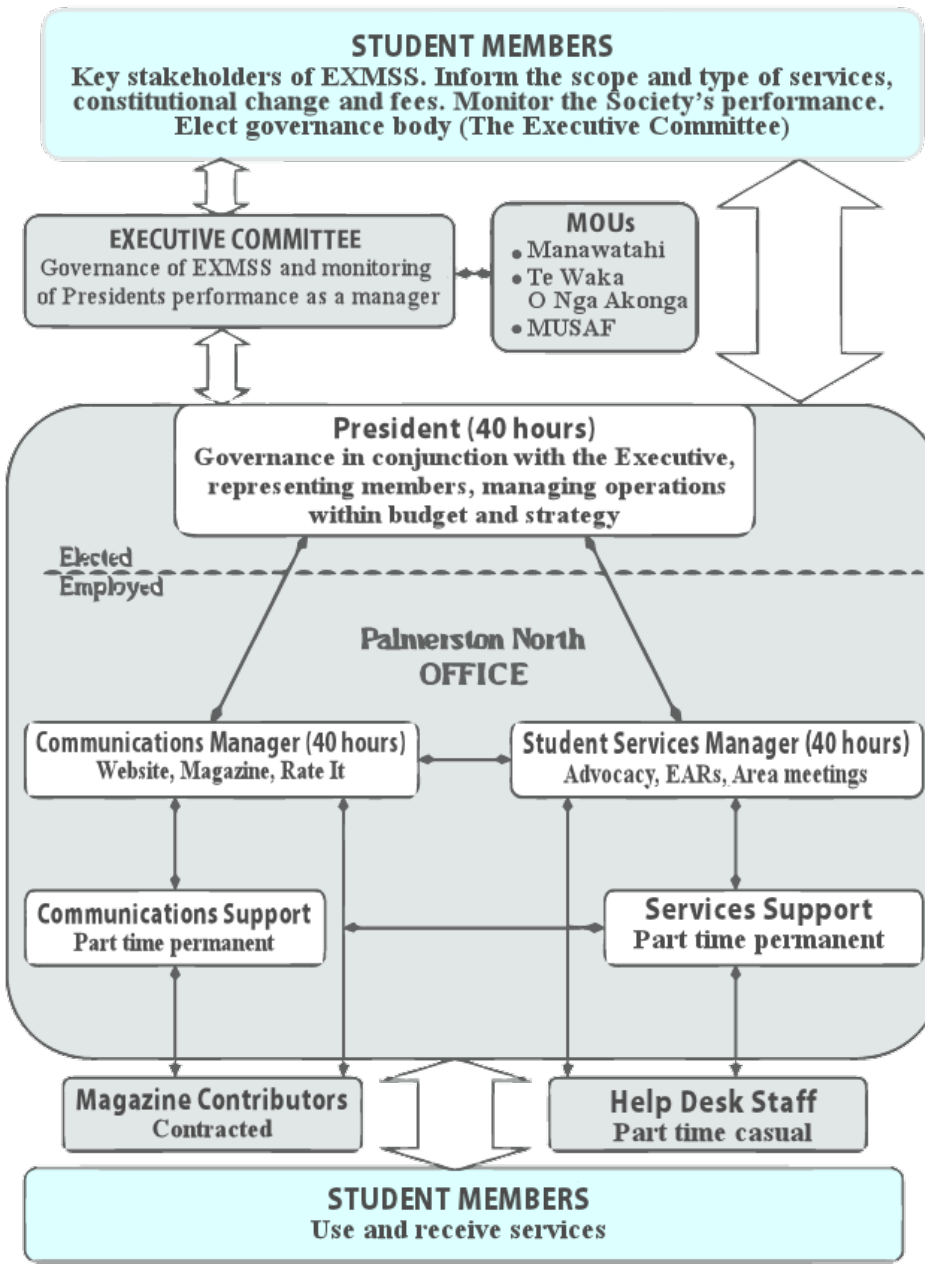 STUDENT MEMBERS
Key stakeholders of EXMSS. Inform the scope and type of services,
constitutional change and fees. Monitor the Society's performance.
Elect governance body (The Executive Committee)
EXECUTIVE COMMITTEE
Governance of EXMSS and monitoring
of Presidents performance as a manager
MOUs
• Manawatahi
• Te Waka
O Nga Akonga
• MUSAF
President (40 hours)
Governance in conjunction with the Executive,
representing members, managing operations
within budget and strategy
Elected
Employed
Palmerston North
OFFICE
Communications Manager (40 hours)
Website, Magazine, Rate It
Student Services Manager (40 hours)
Advocacy, EARs, Area meetings
Communications Support
Part time permanent
Services Support
Part time permanent
Magazine Contributors
Contracted
Help Desk Staff
Part time casual
STUDENT MEMBERS
Use and receive services